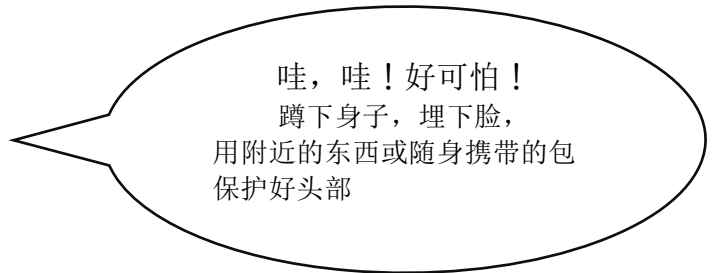 哇，哇！好可怕！
蹲下身子，埋下脸，
用附近的东西或随身携带的包
保护好头部